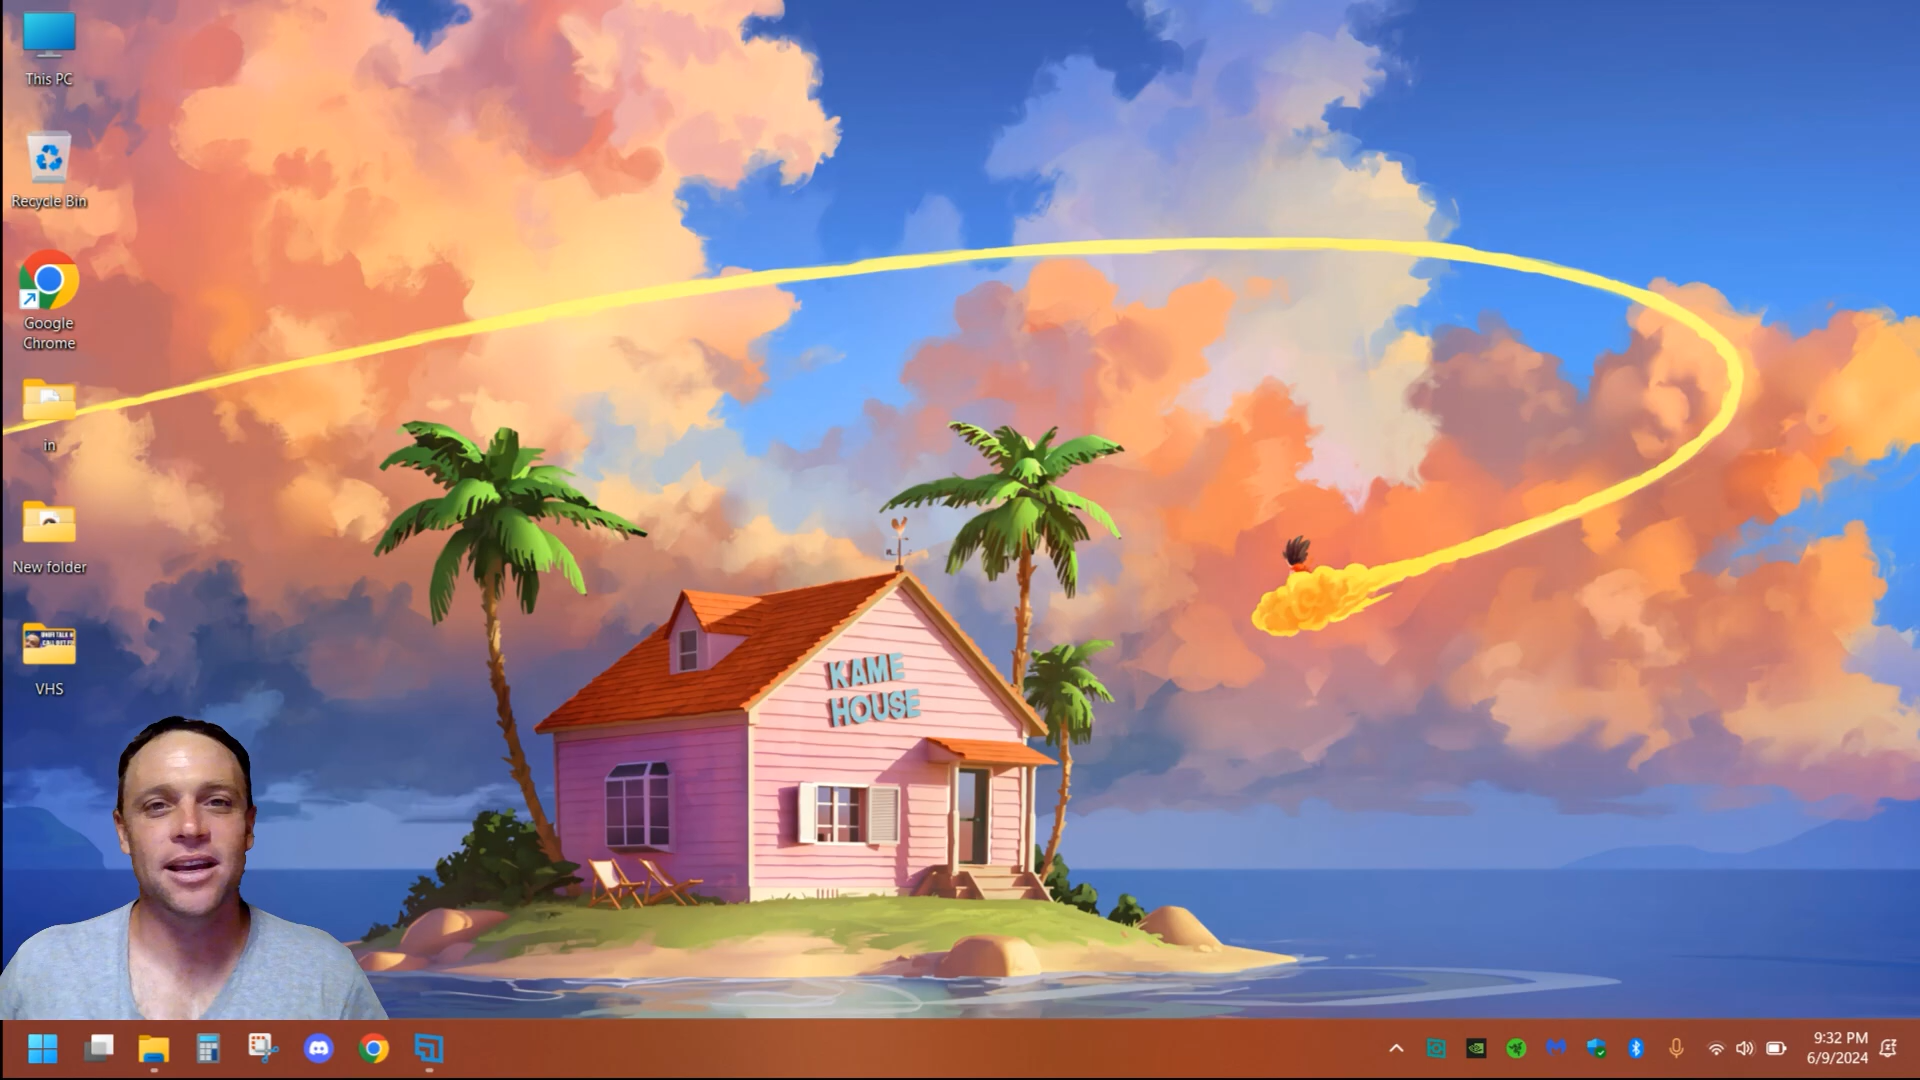 This PC
Recycle Bin
Google
Chrome
in
New folder
VHS
KAME
HOUSE
9:32 PM
6/9/2024